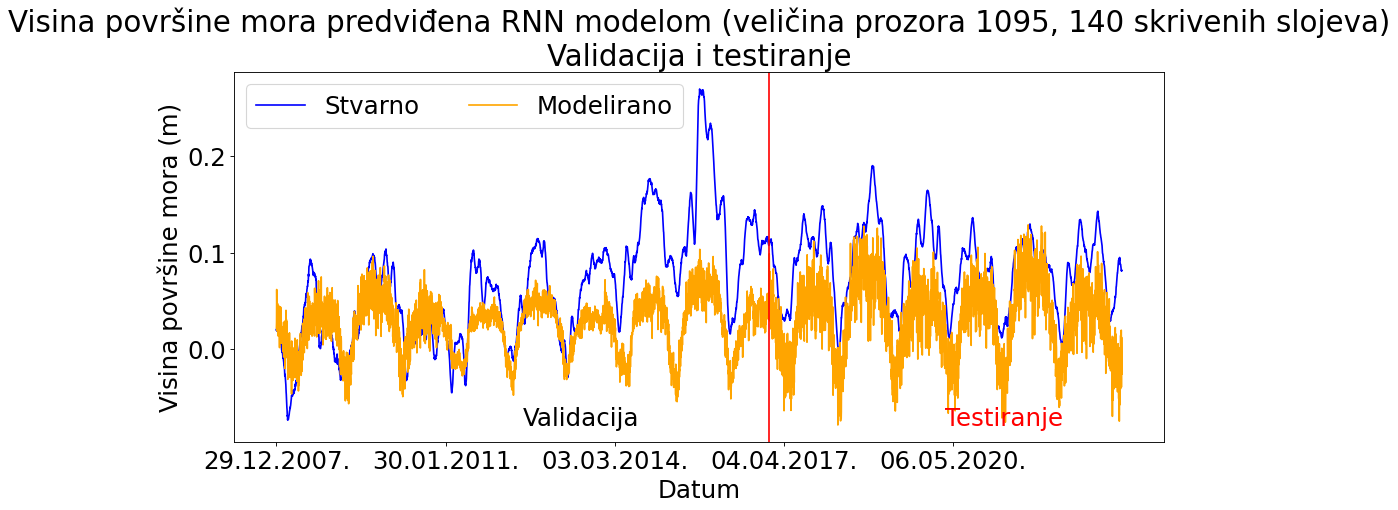 Visina površine mora predviđena RNN modelom (veličina prozora 1095, 140 skrivenih slojeva)
Validacija i testiranje
Stvarno
Modelirano
Visina površine mora (m)
0.2
0.1
0.0
Validacija
Testiranje
29.12.2007.
30.01.2011.
03.03.2014.
04.04.2017.
06.05.2020.
Datum